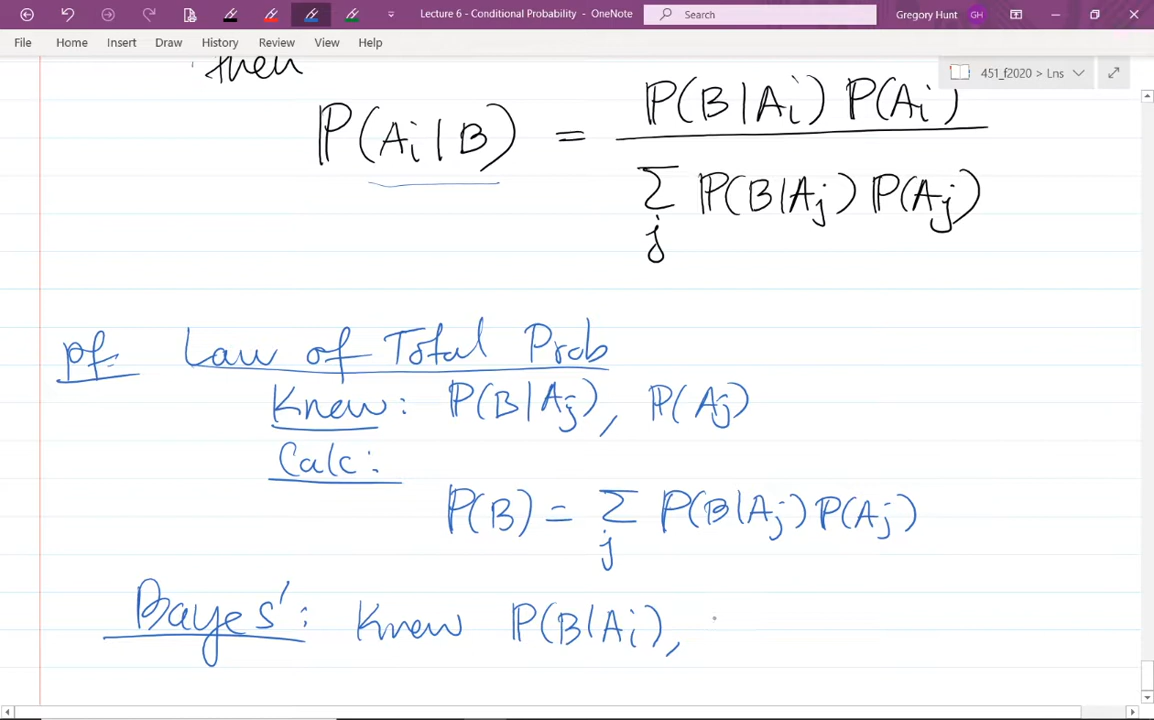 Lecture 6 - Conditional Probability - OneNote
Search
Gregory Hunt GH
File Home Insert Draw History Review View Help
451_f2020 > Lns
then
ℙ(Aᵢ|B) = ℙ(B|Aᵢ) ℙ(Aᵢ)
∑ ℙ(B|Aⱼ) ℙ(Aⱼ)
j
pf: Law of Total Prob
Knew: ℙ(B|Aⱼ), ℙ(Aⱼ)
Calc:
ℙ(B) = ∑ ℙ(B|Aⱼ) ℙ(Aⱼ)
j
Bayes': Knew ℙ(B|Aᵢ),